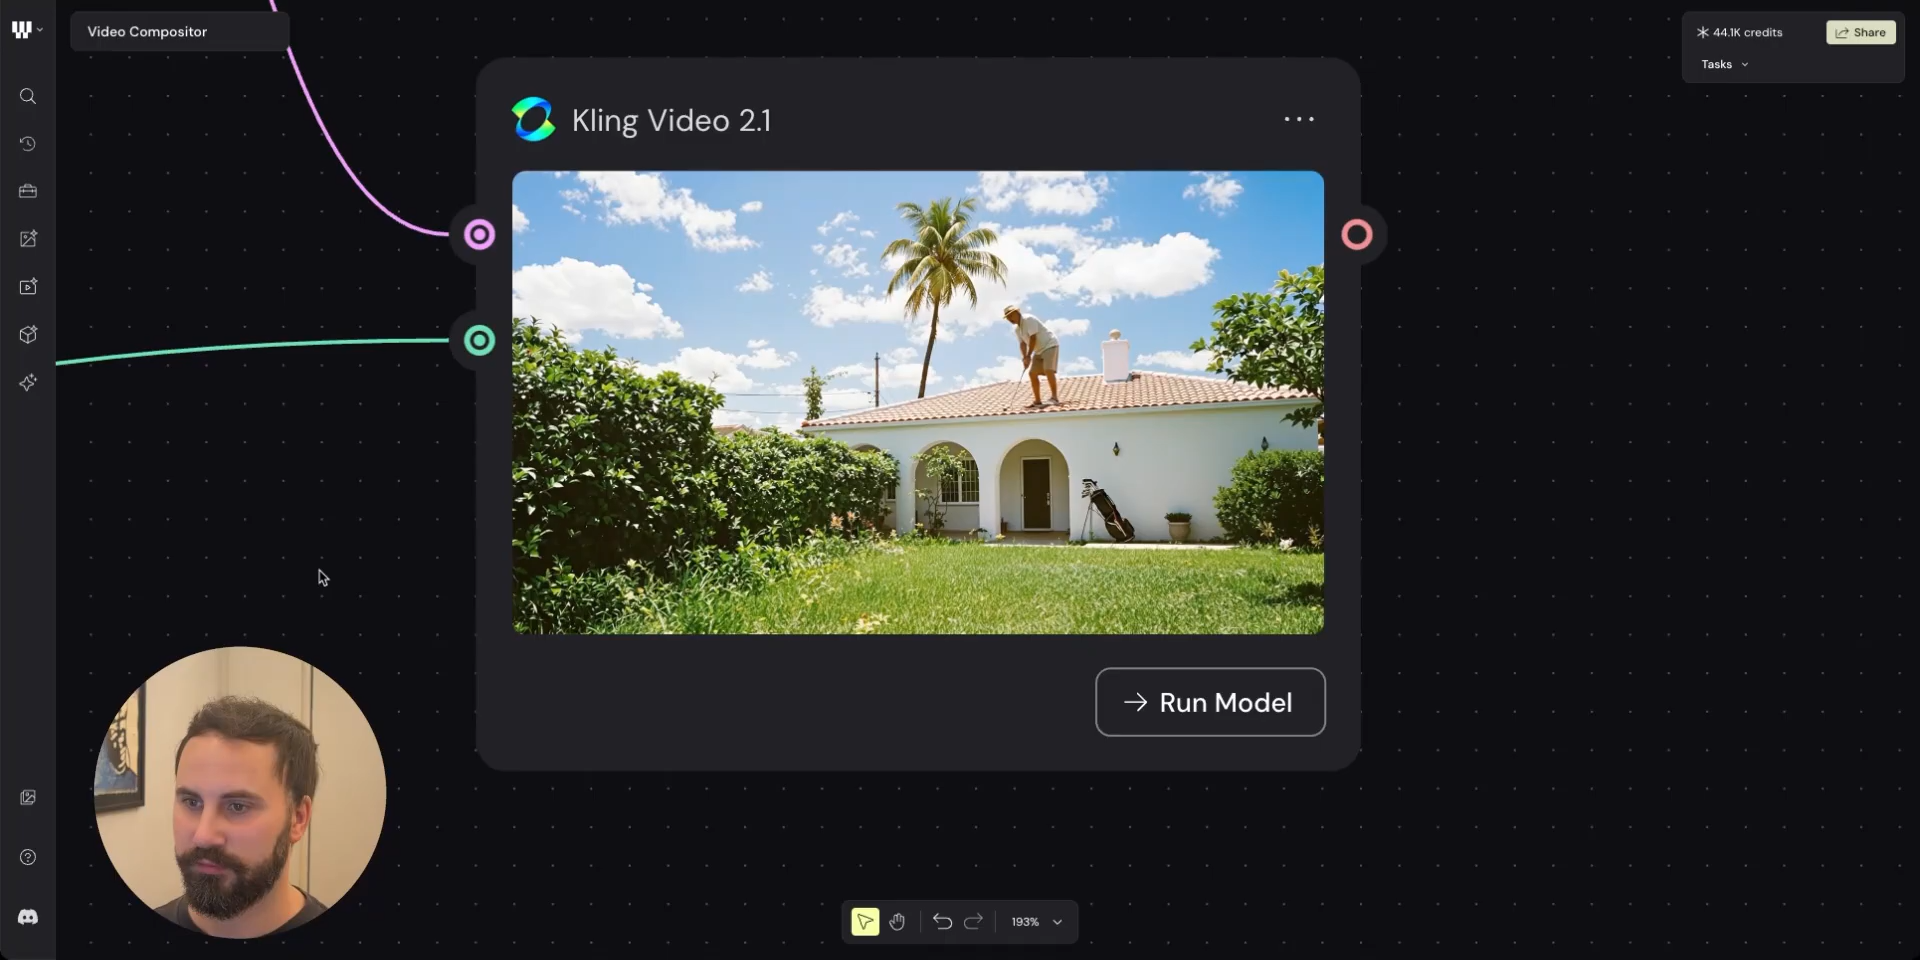 Video Compositor
44.1K credits
Share
Tasks
Kling Video 2.1
Run Model
193%